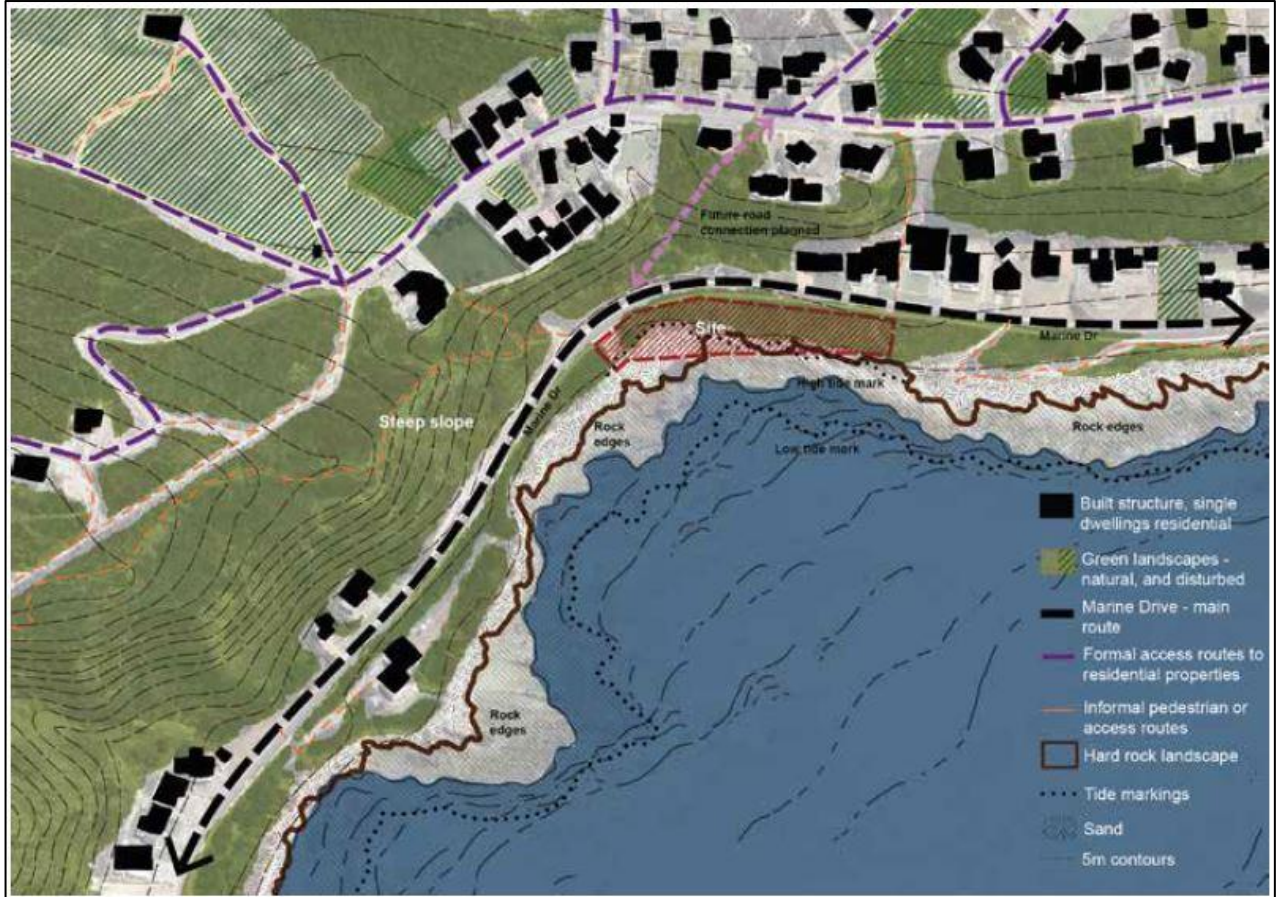 Future road
connection planned
Site
Marine Dr
High tide mark
Steep slope
Marine Dr
Rock
edges
Rock edges
Low tide mark
Rock
edges
Built structure, single
dwellings residential
Green landscapes -
natural, and disturbed
Marine Drive - main
route
Formal access routes to
residential properties
Informal pedestrian or
access routes
Hard rock landscape
Tide markings
Sand
5m contours